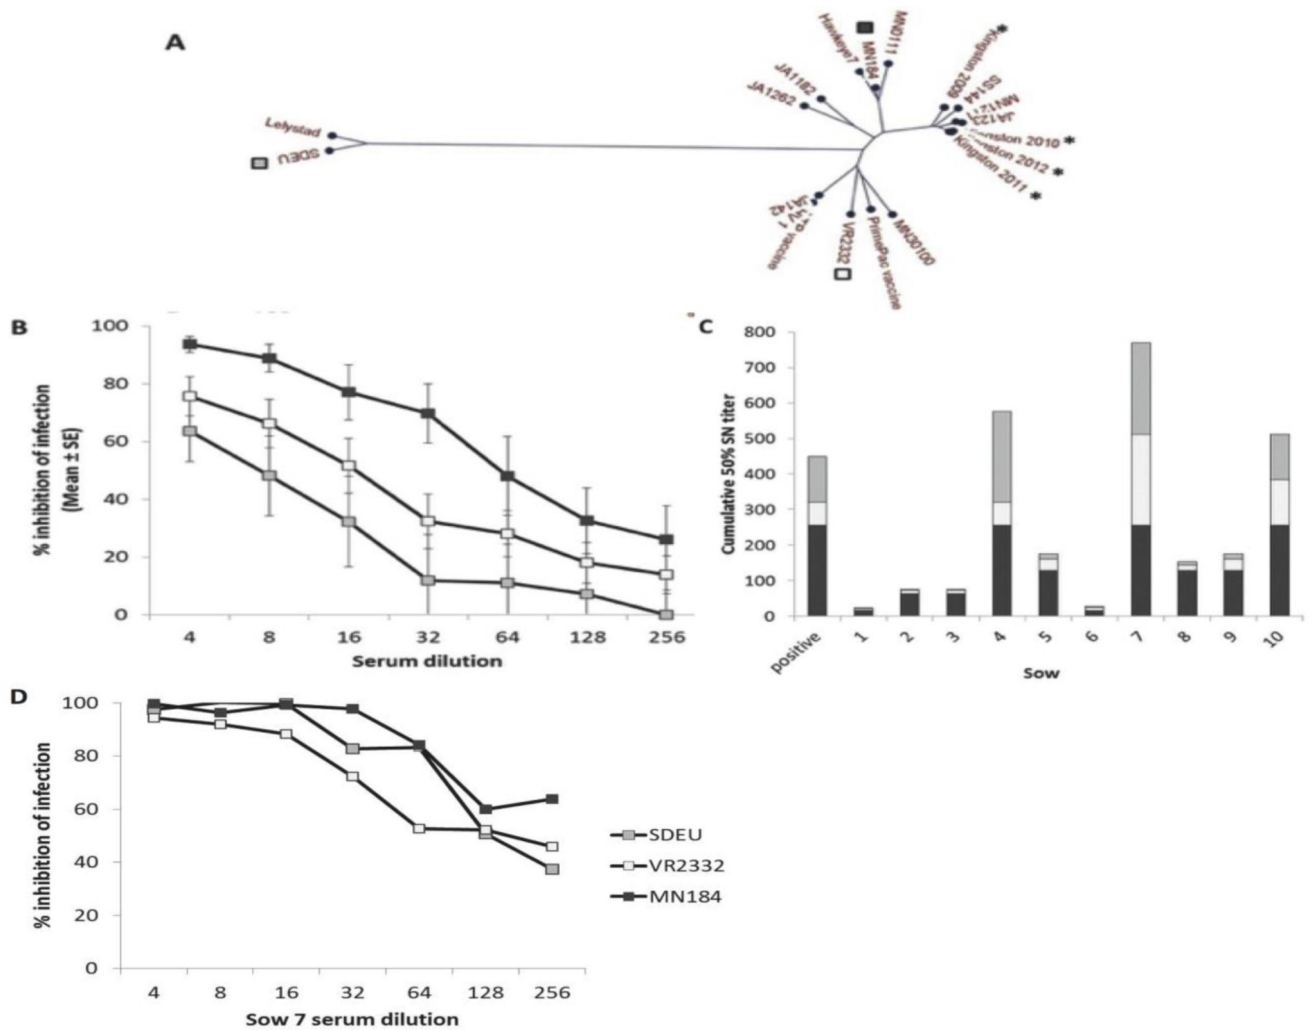 A
Hawkeye7
MN184
MN0111
Kingston 2009
*
SS144
JA1182
JA1262
Lelystad
SDEU
2010
*
2012
*
Kingston 2011
*
JA142
vaccine
VR2332
PrimePac vaccine
MN30100
B
% inhibition of infection
(Mean ± SE)
100
80
60
40
20
0
4 8 16 32 64 128 256
Serum dilution
C
Cumulative 50% SN titer
800
700
600
500
400
300
200
100
0
positive 1 2 3 4 5 6 7 8 9 10
Sow
D
% inhibition of infection
100
80
60
40
20
0
4 8 16 32 64 128 256
Sow 7 serum dilution
SDEU
VR2332
MN184